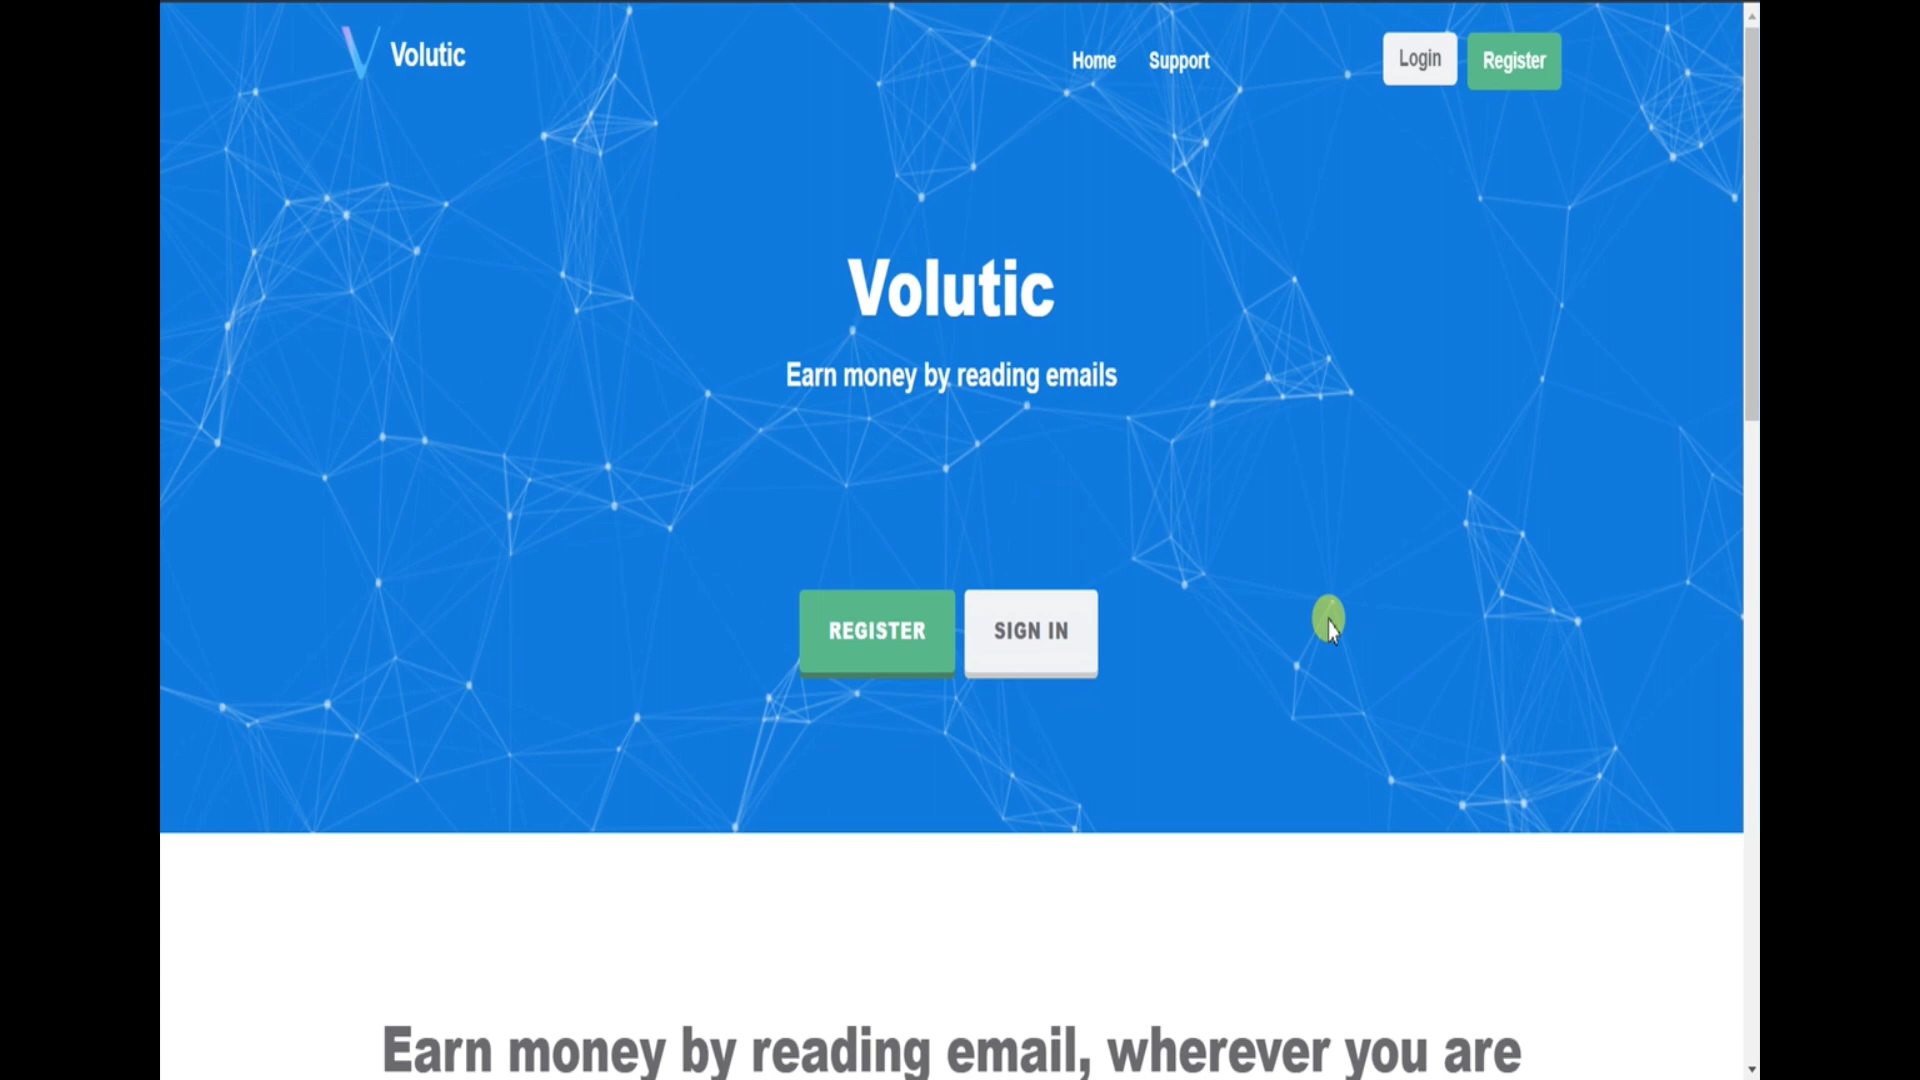 Volutic
Home Support Login Register
Volutic
Earn money by reading emails
REGISTER SIGN IN
Earn money by reading email, wherever you are